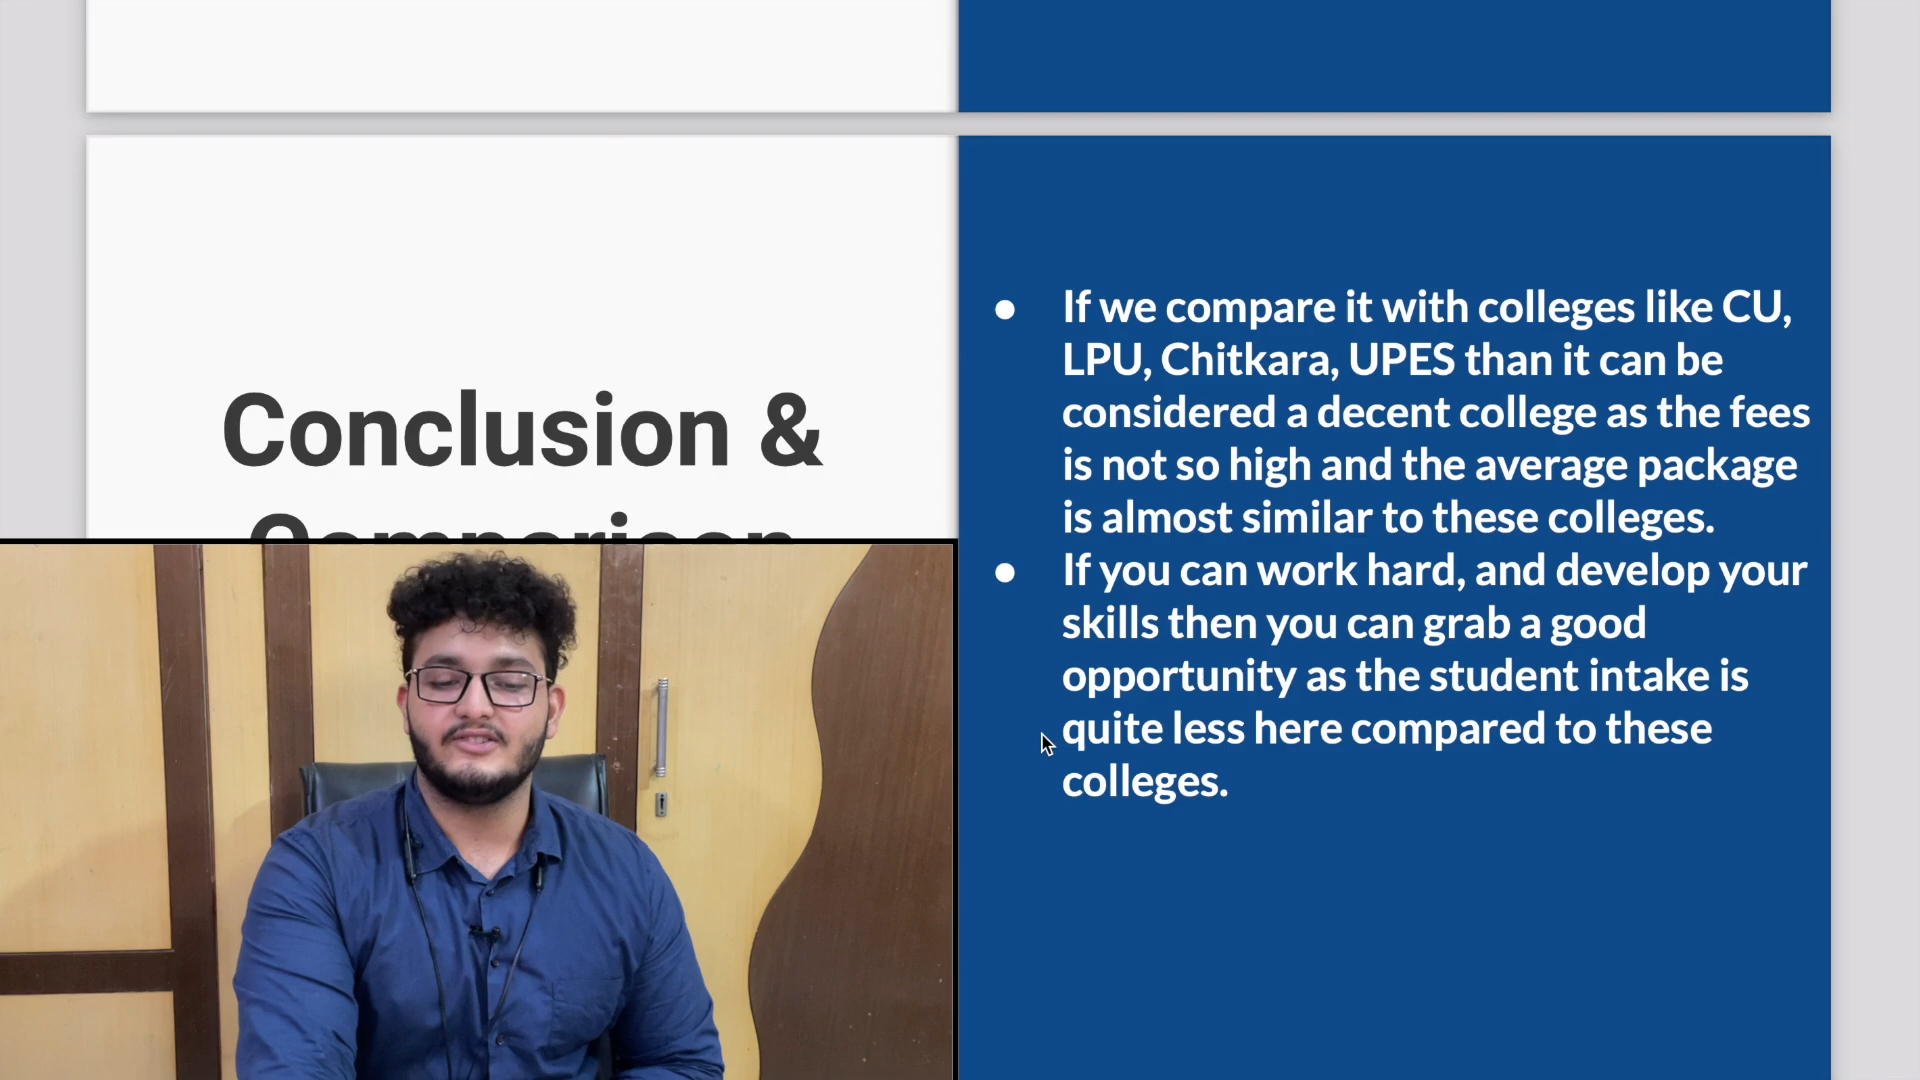 Conclusion &
Comparison
If we compare it with colleges like CU,
LPU, Chitkara, UPES than it can be
considered a decent college as the fees
is not so high and the average package
is almost similar to these colleges.
If you can work hard, and develop your
skills then you can grab a good
opportunity as the student intake is
quite less here compared to these
colleges.